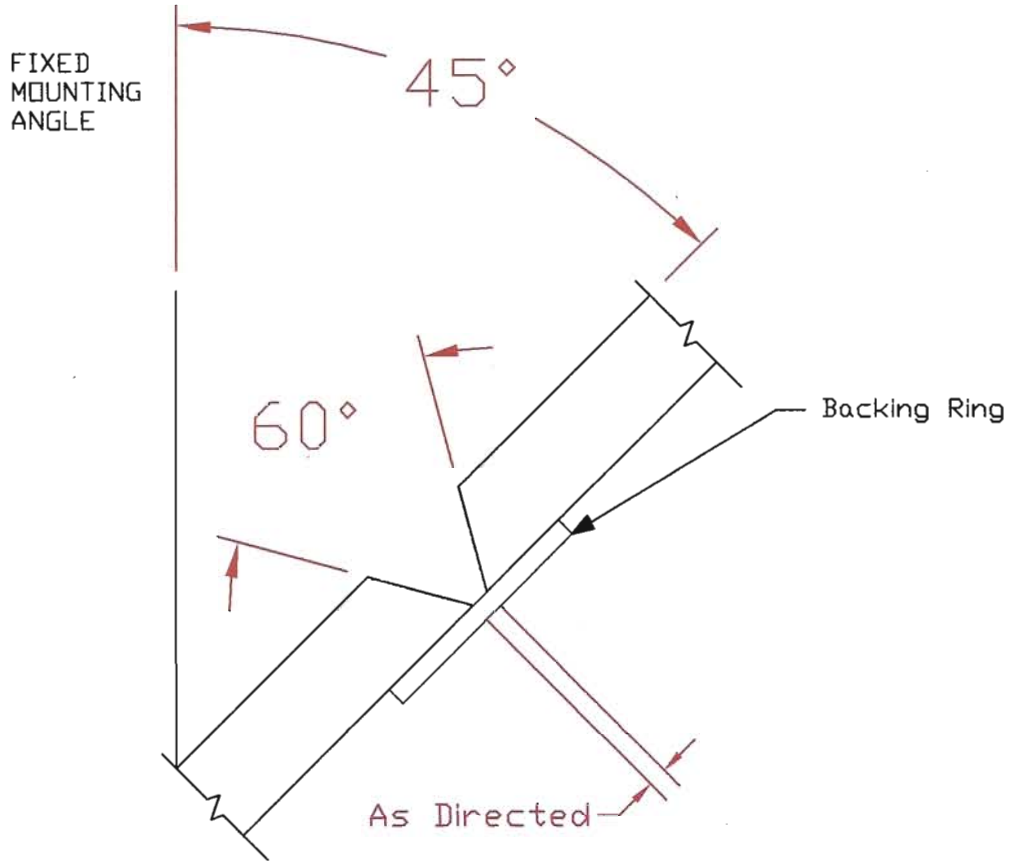 FIXED
MOUNTING
ANGLE
45°
60°
Backing Ring
As Directed